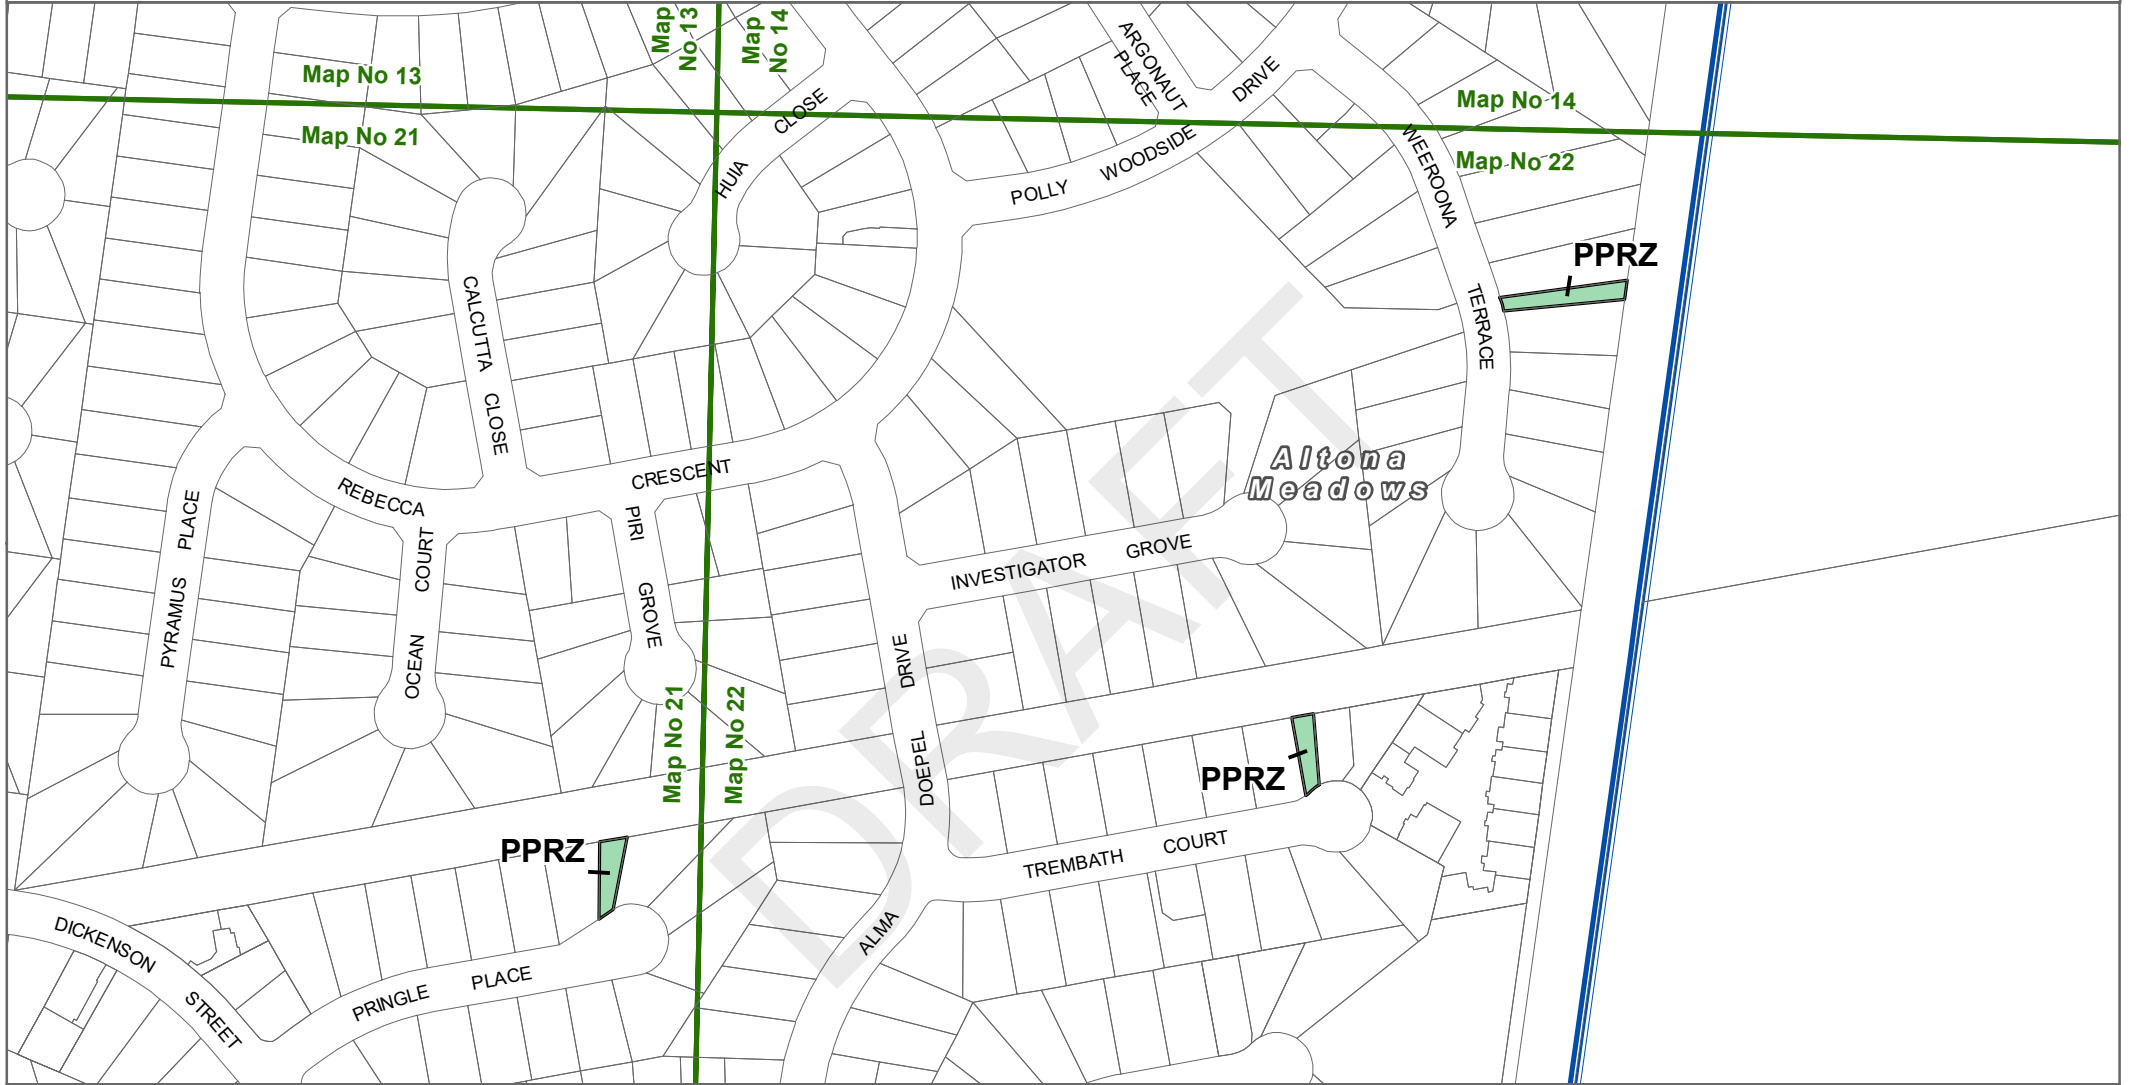 Map
No 13
Map
No 14
Map No 13
Map No 21
Map No 14
Map No 22
ARGONAUT
PLACE
DRIVE
WOODSIDE
POLLY
HUIA
CLOSE
WEEROONA
TERRACE
PPRZ
CALCUTTA
CLOSE
REBECCA
CRESCENT
Altona
Meadows
PYRAMUS
PLACE
OCEAN
COURT
PIRI
GROVE
INVESTIGATOR
GROVE
DOEPEL
DRIVE
Map No 21
Map No 22
PPRZ
PPRZ
TREMBATH
COURT
ALMA
DICKENSON
STREET
PRINGLE
PLACE
DRAFT